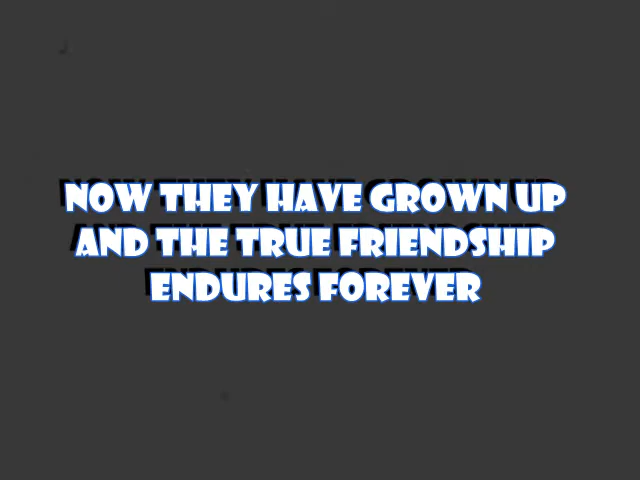 NOW THEY HAVE GROWN UP
AND THE TRUE FRIENDSHIP
ENDURES FOREVER